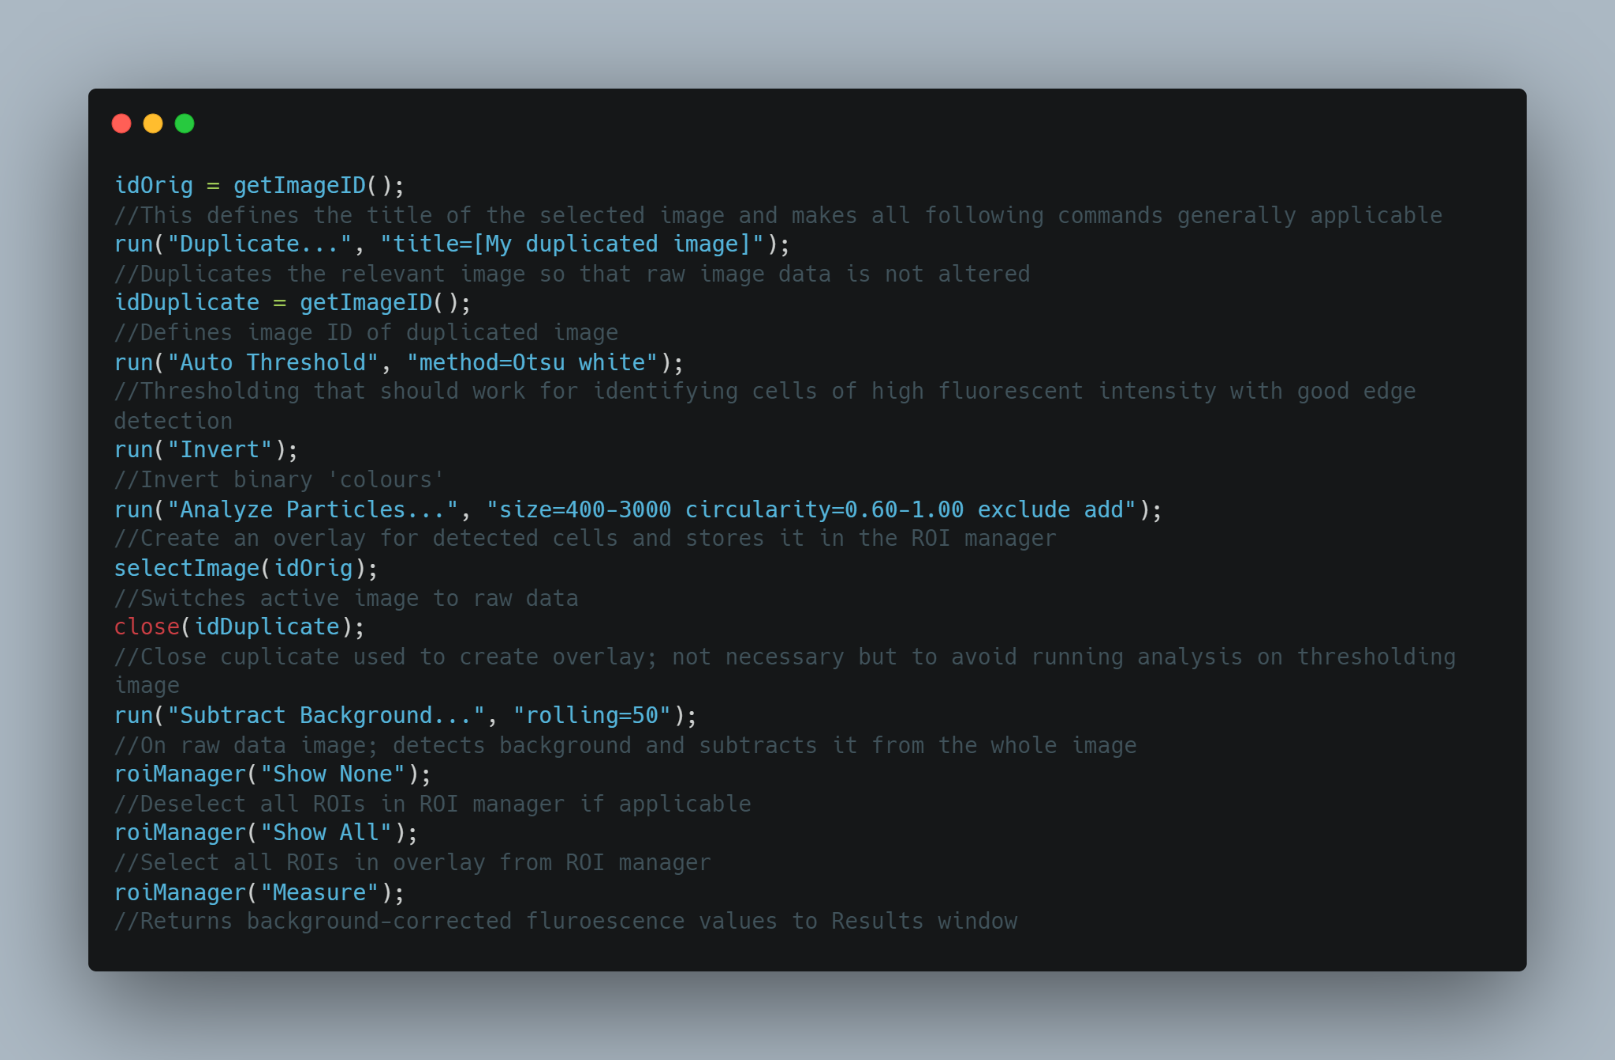 idOrig = getImageID();
//This defines the title of the selected image and makes all following commands generally applicable
run("Duplicate...", "title=[My duplicated image]");
//Duplicates the relevant image so that raw image data is not altered
idDuplicate = getImageID();
//Defines image ID of duplicated image
run("Auto Threshold", "method=Otsu white");
//Thresholding that should work for identifying cells of high fluorescent intensity with good edge
detection
run("Invert");
//Invert binary 'colours'
run("Analyze Particles...", "size=400-3000 circularity=0.60-1.00 exclude add");
//Create an overlay for detected cells and stores it in the ROI manager
selectImage(idOrig);
//Switches active image to raw data
close(idDuplicate);
//Close cuplicate used to create overlay; not necessary but to avoid running analysis on thresholding
image
run("Subtract Background...", "rolling=50");
//On raw data image; detects background and subtracts it from the whole image
roiManager("Show None");
//Deselect all ROIs in ROI manager if applicable
roiManager("Show All");
//Select all ROIs in overlay from ROI manager
roiManager("Measure");
//Returns background-corrected fluroescence values to Results window